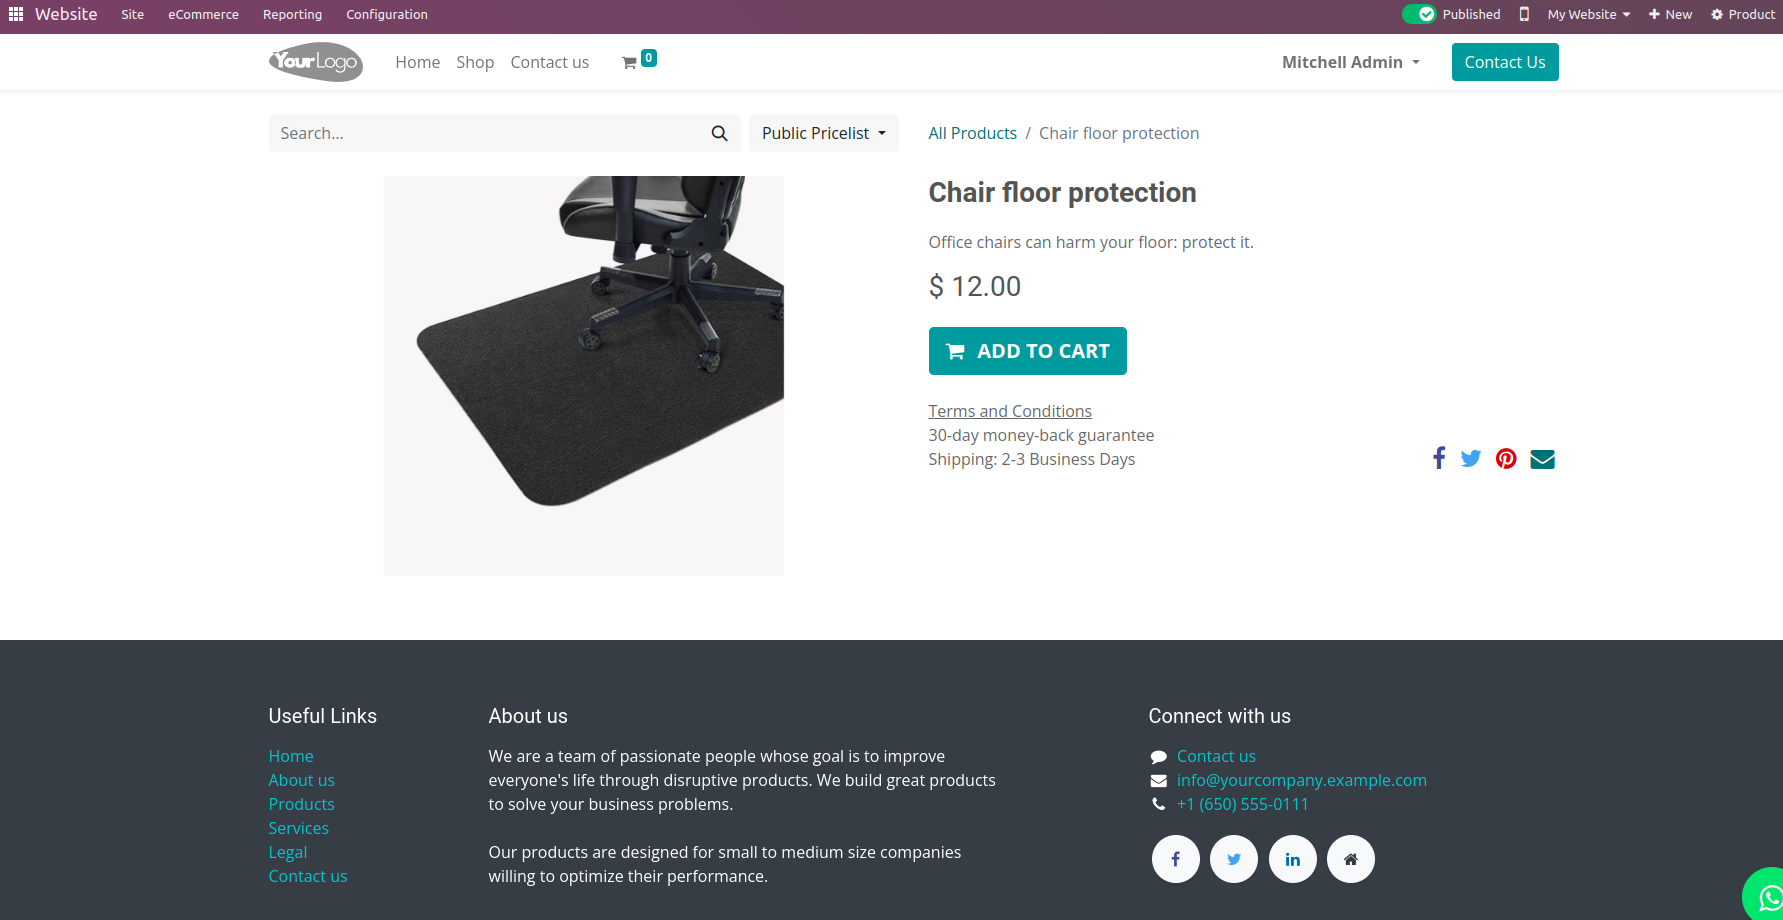 Website Site eCommerce Reporting Configuration Published My Website New Product
YourLogo Home Shop Contact us 0 Mitchell Admin Contact Us
Search... Public Pricelist All Products / Chair floor protection
Chair floor protection
Office chairs can harm your floor: protect it.
$ 12.00
ADD TO CART
Terms and Conditions
30-day money-back guarantee
Shipping: 2-3 Business Days
Useful Links
Home
About us
Products
Services
Legal
Contact us
About us
We are a team of passionate people whose goal is to improve
everyone's life through disruptive products. We build great products
to solve your business problems.
Our products are designed for small to medium size companies
willing to optimize their performance.
Connect with us
Contact us
info@yourcompany.example.com
+1 (650) 555-0111